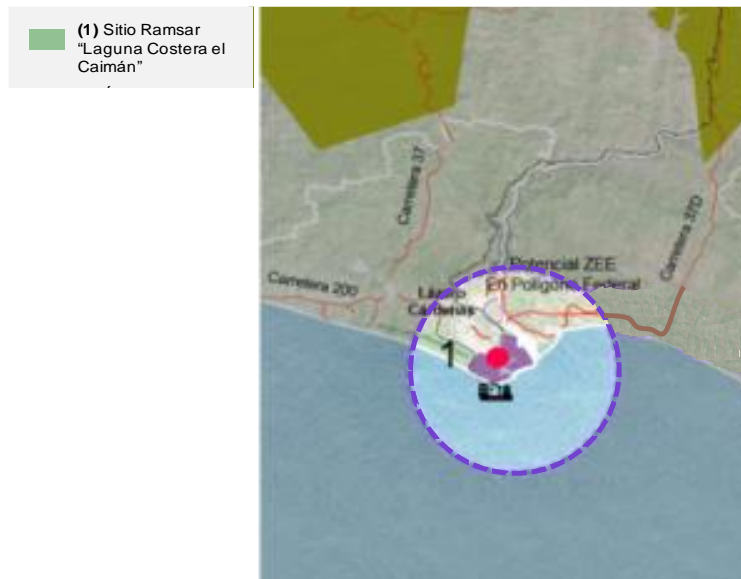 (1) Sitio Ramsar
“Laguna Costera el
Caimán”
Carretera 37
Carretera 37D
Carretera 200
Potencial ZEE
En Polígono Federal
Lázaro
Cárdenas
1